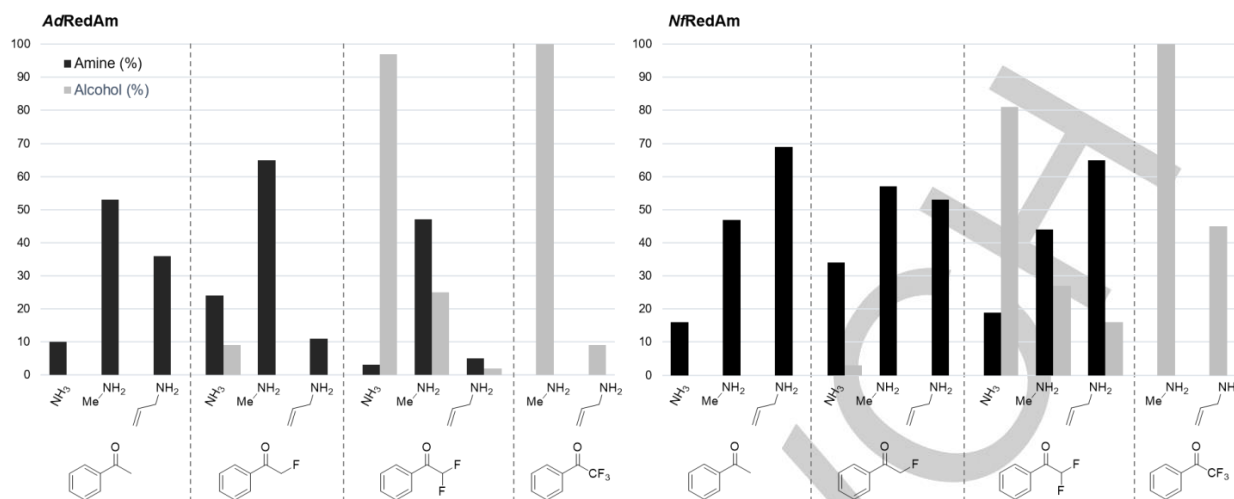 AdRedAm
Amine (%)
Alcohol (%)
100
90
80
70
60
50
40
30
20
10
0
NH3
Me NH2
NH2
NH3
Me NH2
NH2
NH3
Me NH2
NH2
Me NH2
NH2
O
O
F
O
F
F
O
CF3
NfRedAm
100
90
80
70
60
50
40
30
20
10
0
NH3
Me NH2
NH2
NH3
Me NH2
NH2
NH3
Me NH2
NH2
Me NH2
NH
O
O
F
O
F
F
O
CF3